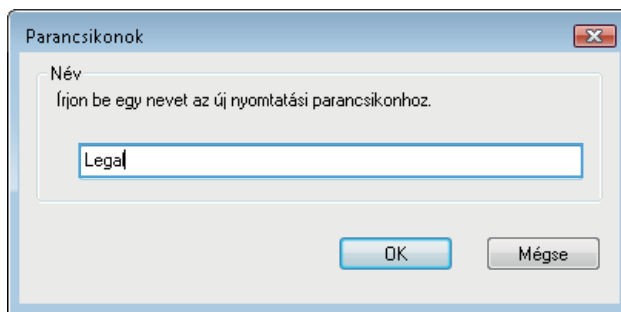 Parancsikonok
Név
Írjon be egy nevet az új nyomtatási parancsikonhoz.
Legal
OK
Mégse